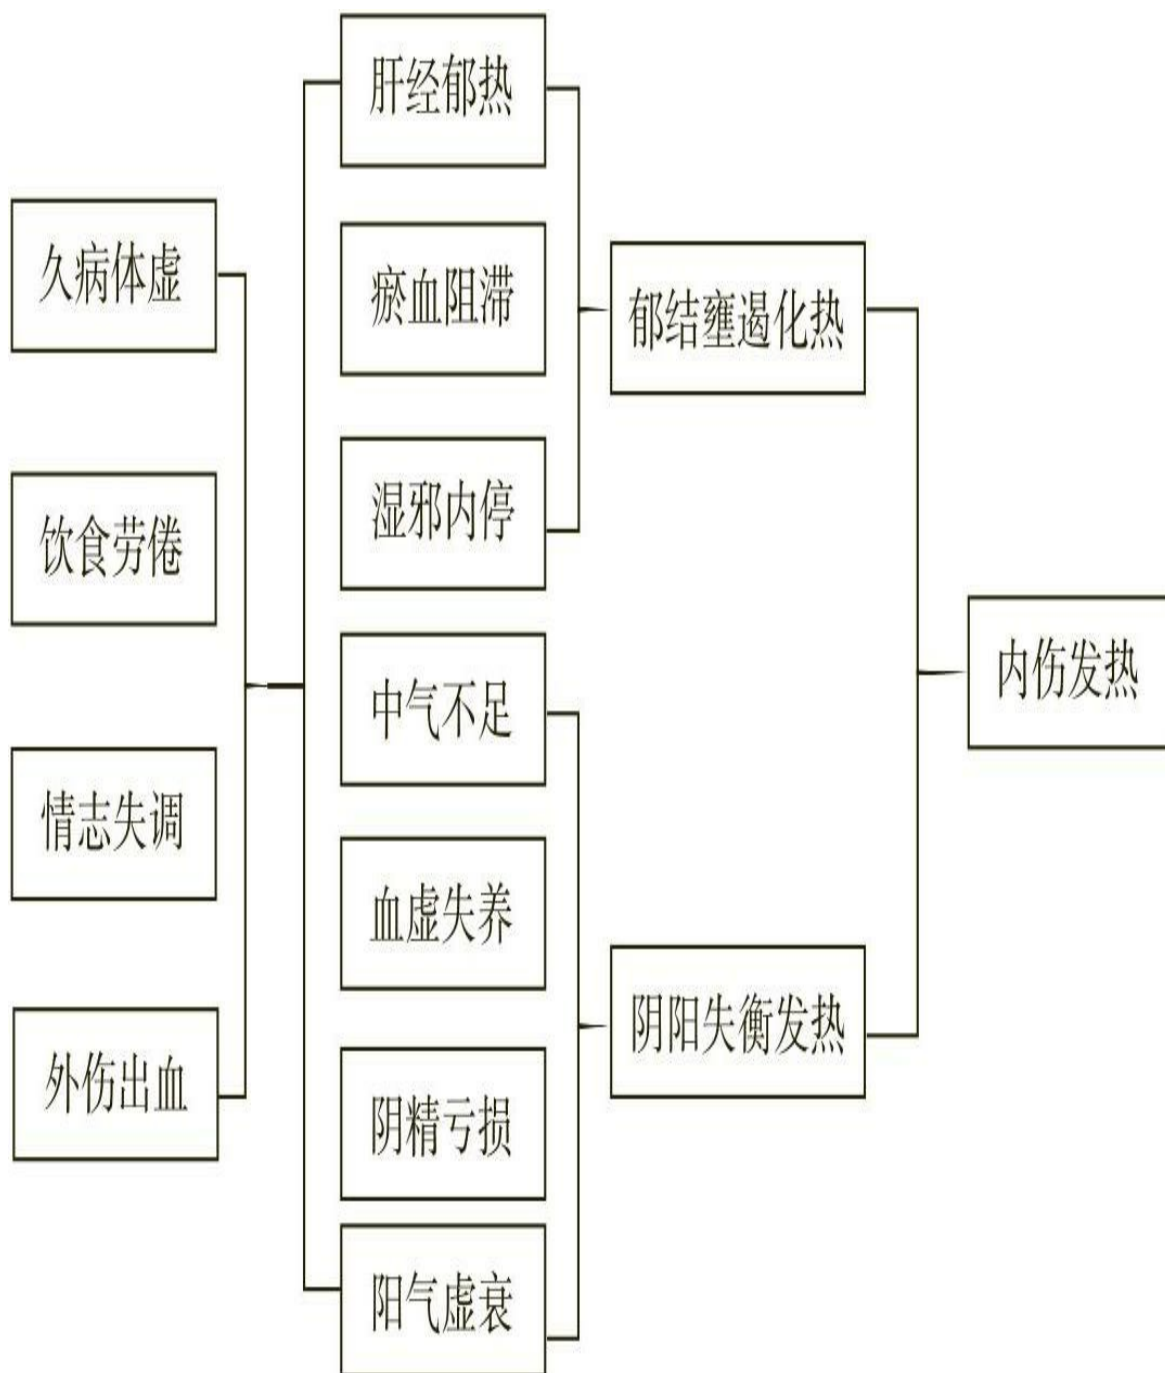 久病体虚
饮食劳倦
情志失调
外伤出血
肝经郁热
瘀血阻滞
湿邪内停
中气不足
血虚失养
阴精亏损
阳气虚衰
郁结壅遏化热
阴阳失衡发热
内伤发热